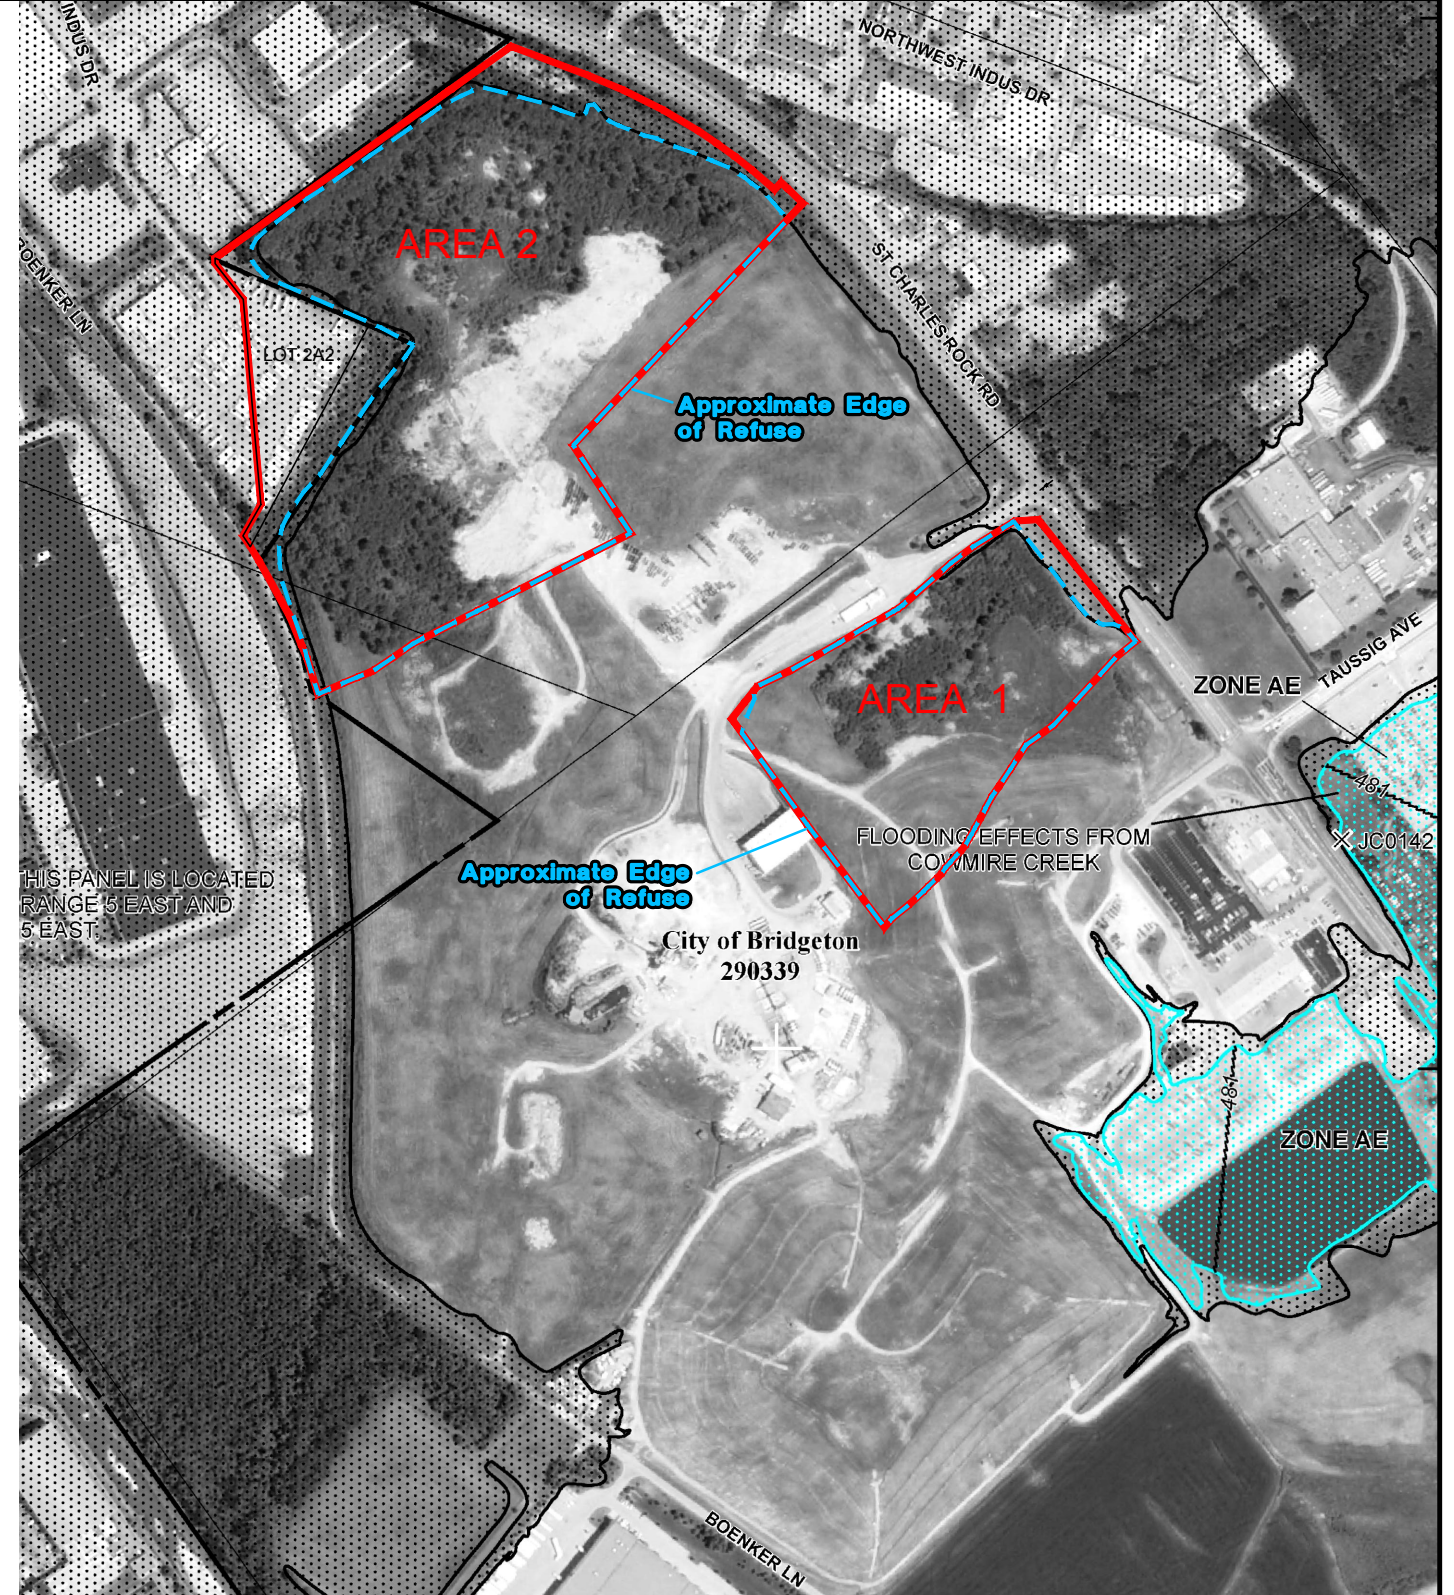 INDUS DR
NORTHWEST INDUS DR
AREA 2
BOENKER LN
ST CHARLES ROCK RD
LOT 2A2
Approximate Edge
of Refuse
ZONE AE
TAUSSIG AVE
AREA 1
481
FLOODING EFFECTS FROM
COWMIRE CREEK
JC0142
HIS PANEL IS LOCATED
RANGE 5 EAST AND
5 EAST.
Approximate Edge
of Refuse
City of Bridgeton
290339
481
ZONE AE
BOENKER LN